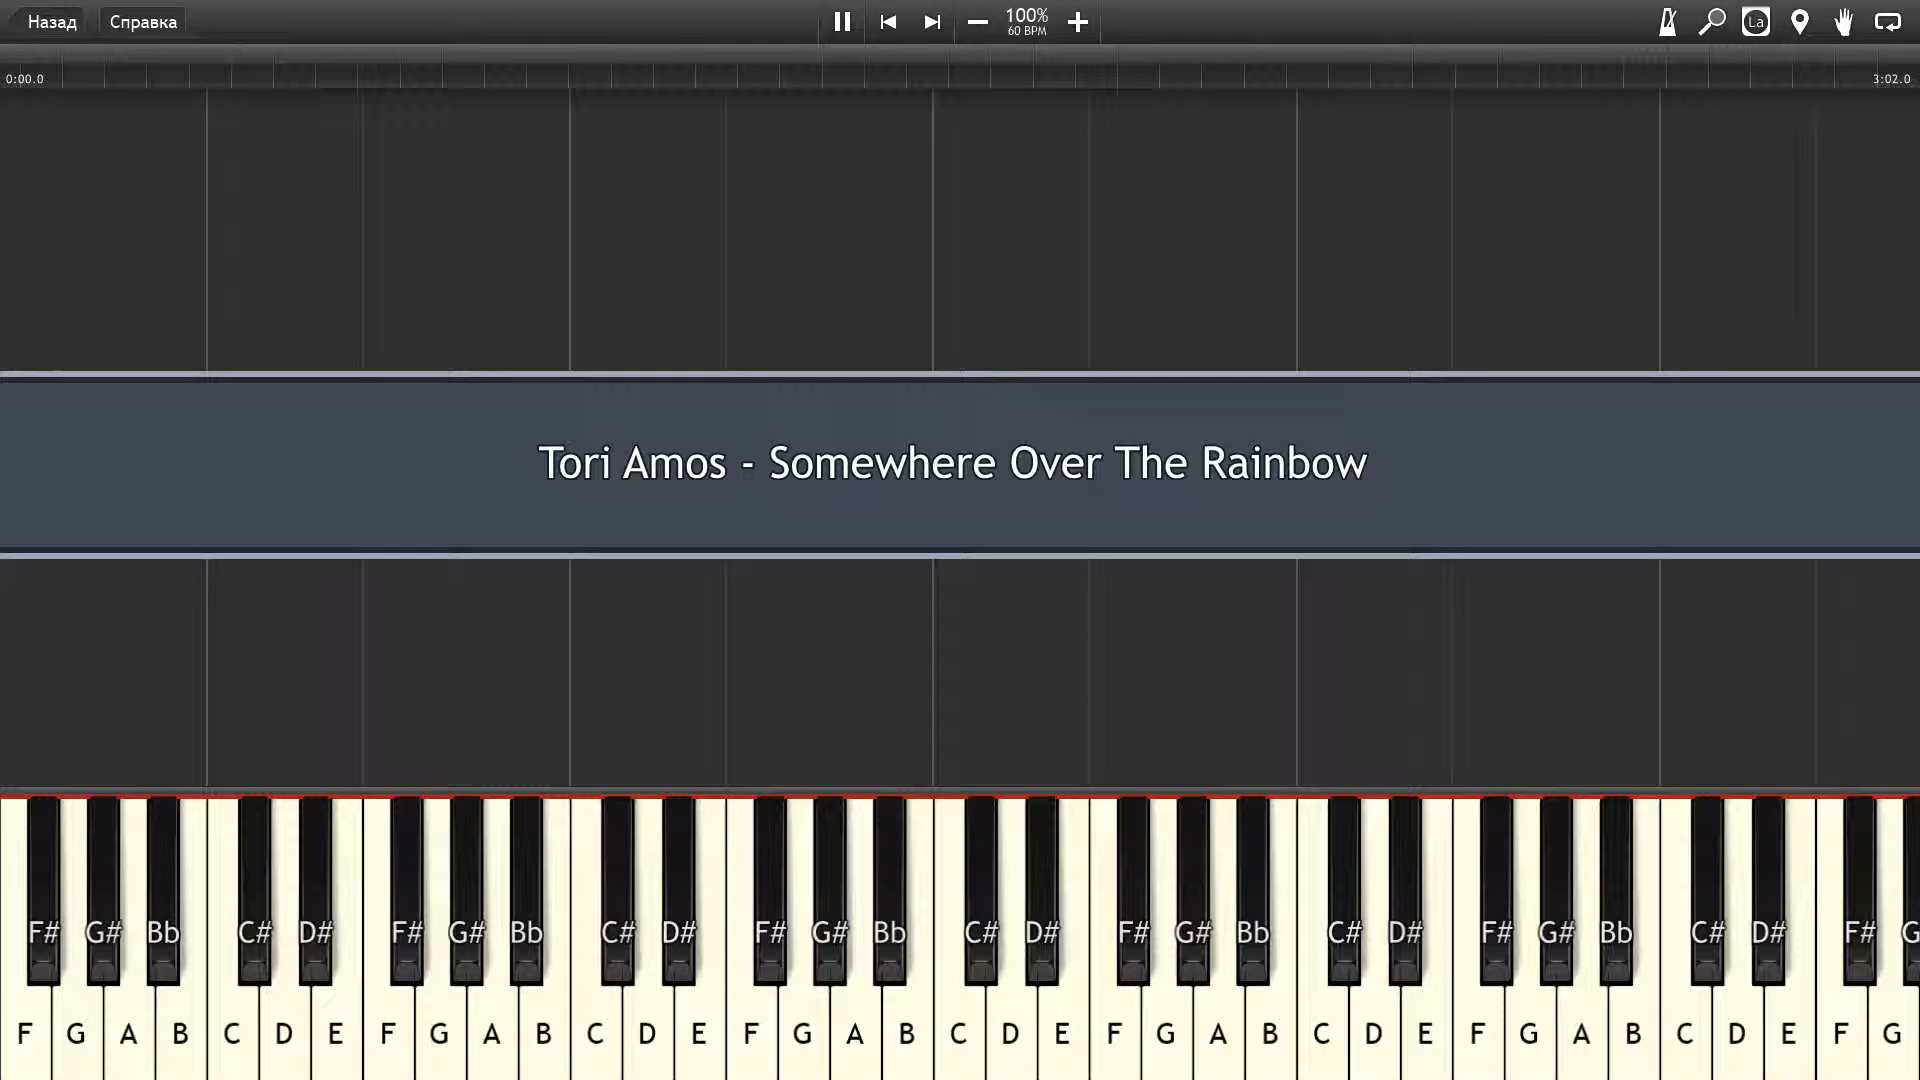 Назад Справка 100% 60 BPM La
0:00.0 3:02.0
Tori Amos - Somewhere Over The Rainbow
F# G# Bb C# D# F# G# Bb C# D# F# G# Bb C# D# F# G# Bb C# D# F# G# Bb C# D# F# G
F G A B C D E F G A B C D E F G A B C D E F G A B C D E F G A B C D E F G